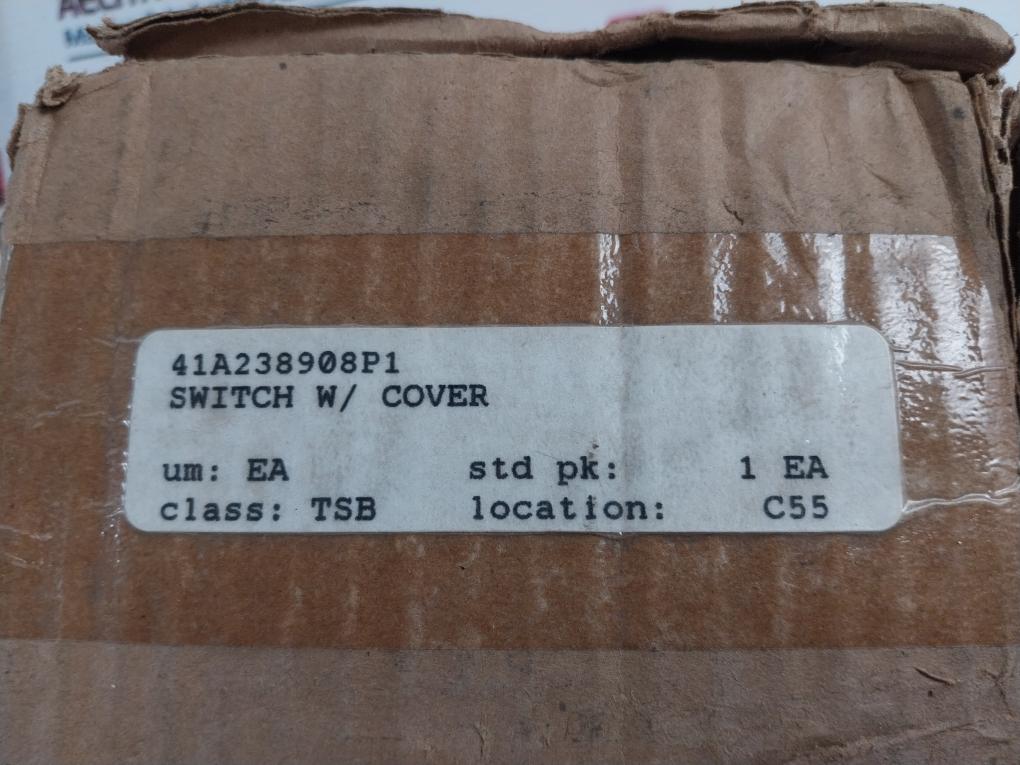 41A238908P1
SWITCH W/ COVER
um: EA std pk: 1 EA
class: TSB location: C55